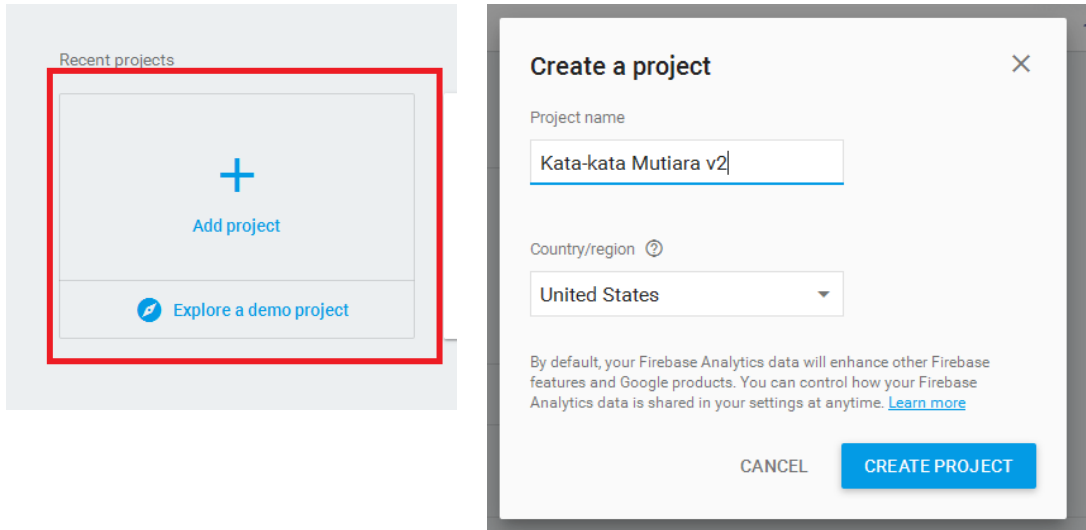 Recent projects
Add project
Explore a demo project
Create a project
Project name
Kata-kata Mutiara v2
Country/region
United States
By default, your Firebase Analytics data will enhance other Firebase
features and Google products. You can control how your Firebase
Analytics data is shared in your settings at anytime. Learn more
CANCEL
CREATE PROJECT